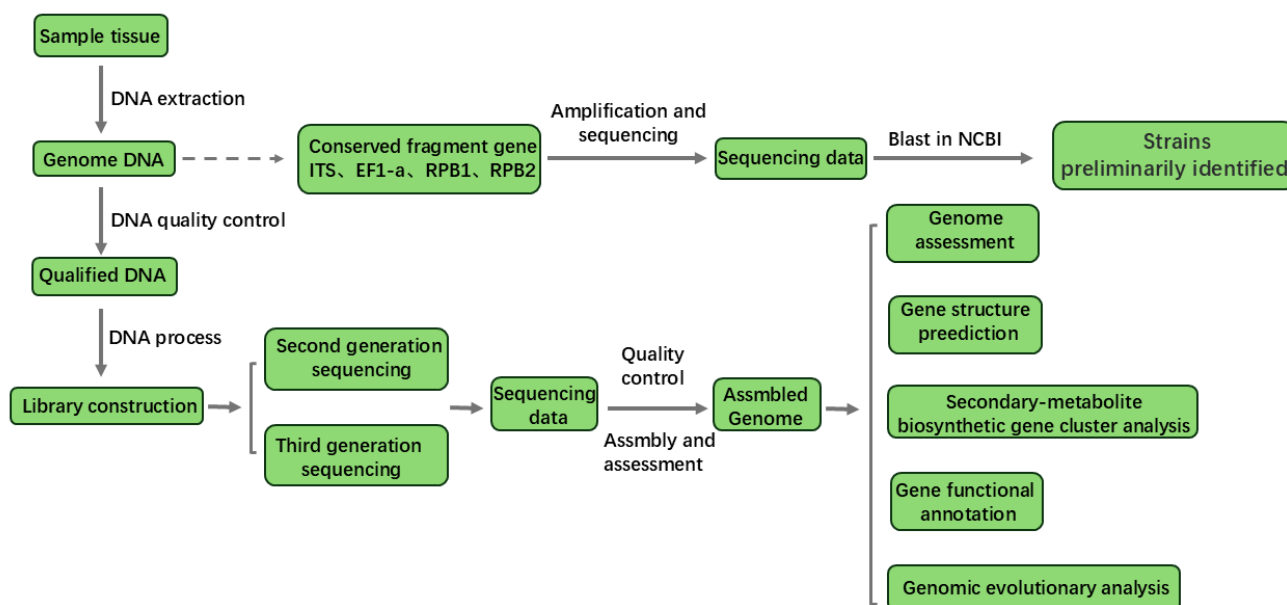 Sample tissue
DNA extraction
Genome DNA
Conserved fragment gene
ITS、EF1-a、RPB1、RPB2
Amplification and
sequencing
Sequencing data
Blast in NCBI
Strains
preliminarily identified
DNA quality control
Qualified DNA
DNA process
Library construction
Second generation
sequencing
Third generation
sequencing
Sequencing
data
Quality
control
Assmbly and
assessment
Assmbled
Genome
Genome
assessment
Gene structure
preediction
Secondary-metabolite
biosynthetic gene cluster analysis
Gene functional
annotation
Genomic evolutionary analysis